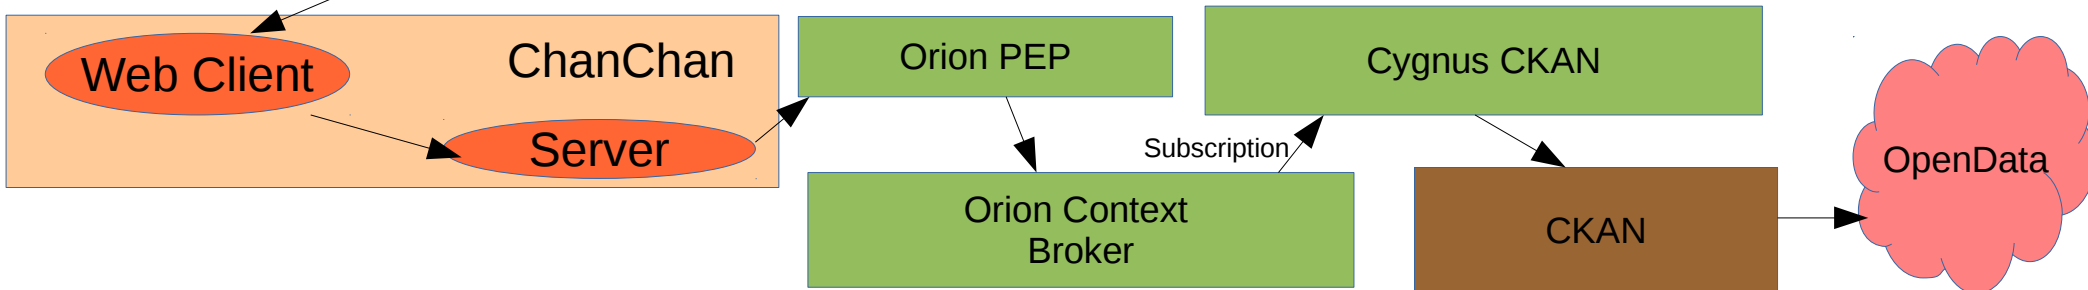 Web Client
ChanChan
Server
Orion PEP
Orion Context
Broker
Subscription
Cygnus CKAN
CKAN
OpenData